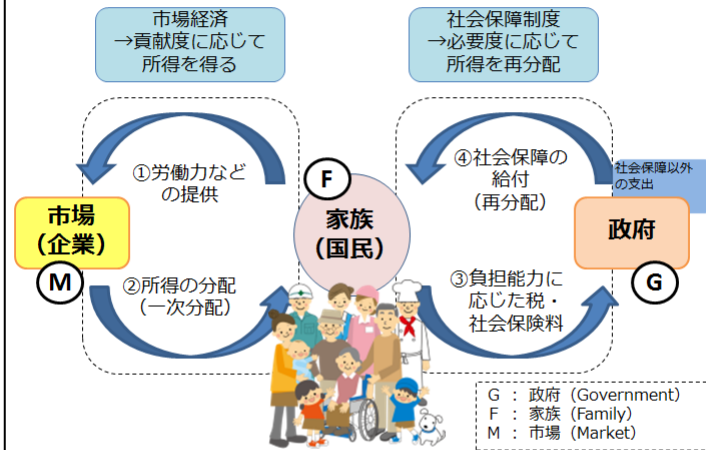 市場経済
→貢献度に応じて
所得を得る
社会保障制度
→必要度に応じて
所得を再分配
①労働力など
の提供
F
④社会保障の
給付
(再分配)
社会保障以外
の支出
市場
(企業)
家族
(国民)
政府
M
②所得の分配
(一次分配)
③負担能力に
応じた税・
社会保険料
G
G : 政府 (Government)
F : 家族 (Family)
M : 市場 (Market)